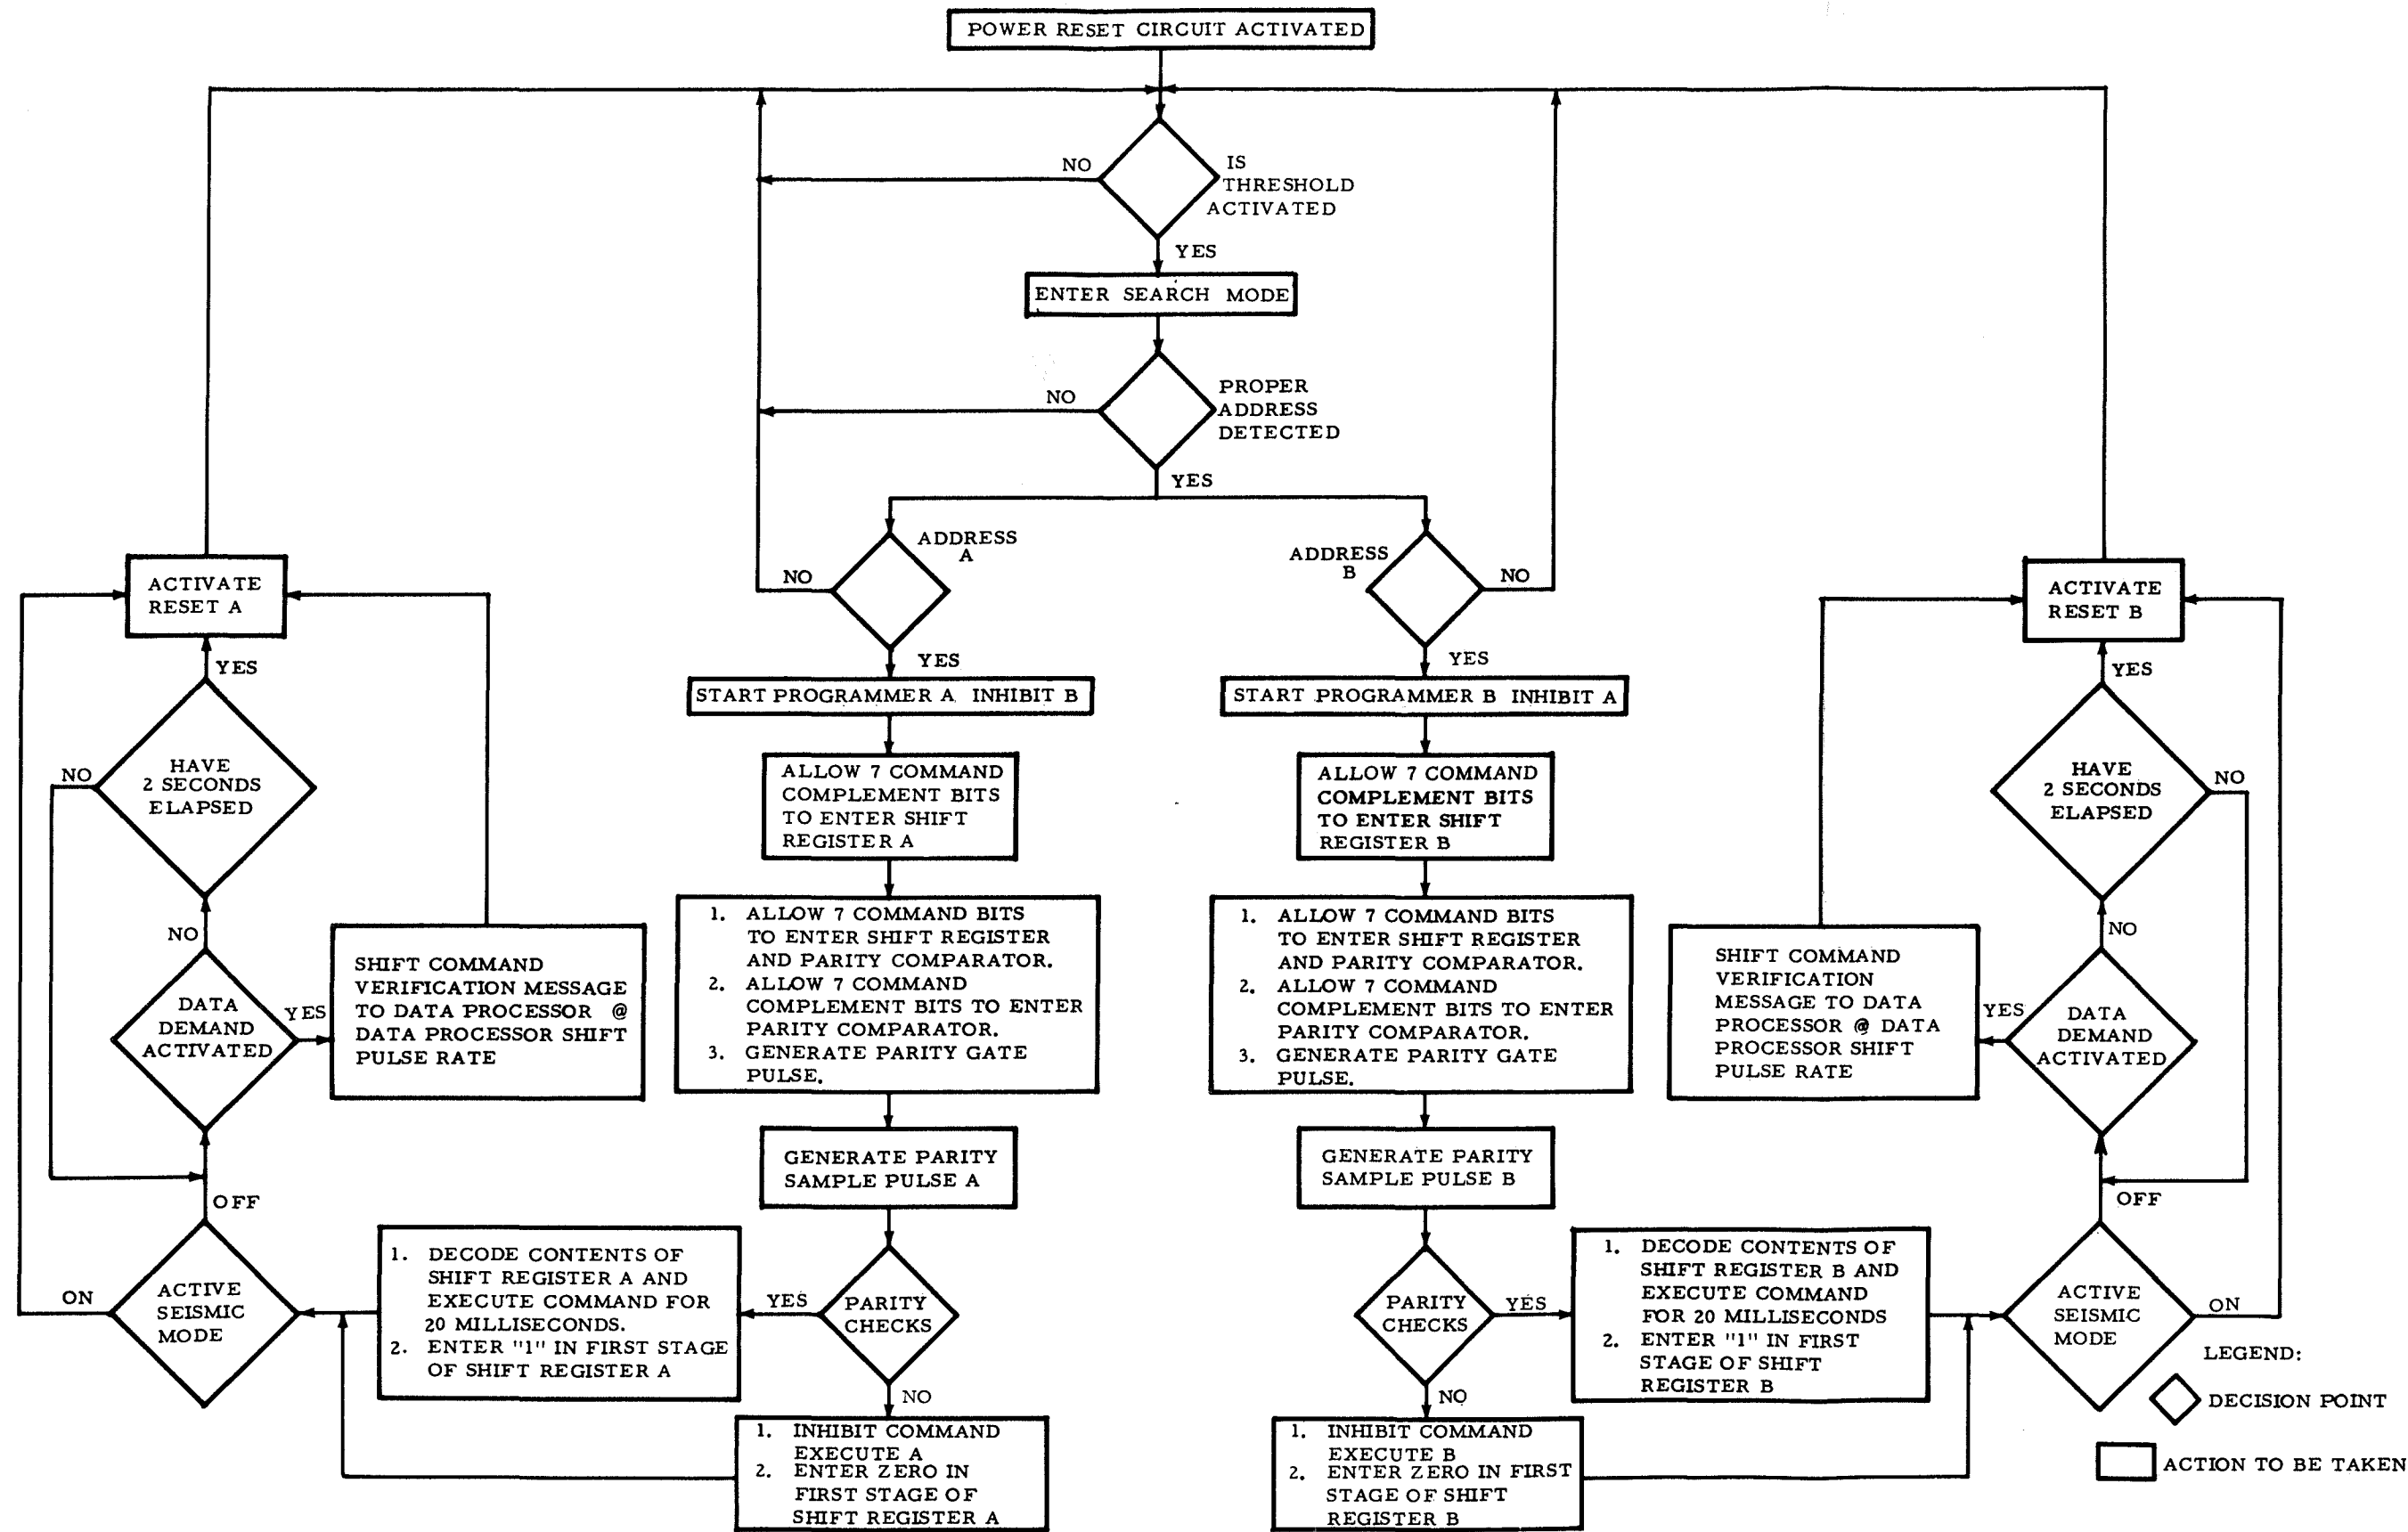 POWER RESET CIRCUIT ACTIVATED
NO
IS
THRESHOLD
ACTIVATED
YES
ENTER SEARCH MODE
NO
PROPER
ADDRESS
DETECTED
YES
ADDRESS
A
NO
YES
START PROGRAMMER A INHIBIT B
ALLOW 7 COMMAND
COMPLEMENT BITS
TO ENTER SHIFT
REGISTER A
1. ALLOW 7 COMMAND BITS
TO ENTER SHIFT REGISTER
AND PARITY COMPARATOR.
2. ALLOW 7 COMMAND
COMPLEMENT BITS TO ENTER
PARITY COMPARATOR.
3. GENERATE PARITY GATE
PULSE.
GENERATE PARITY
SAMPLE PULSE A
PARITY
CHECKS
YES
NO
1. DECODE CONTENTS OF
SHIFT REGISTER A AND
EXECUTE COMMAND FOR
20 MILLISECONDS.
2. ENTER "1" IN FIRST STAGE
OF SHIFT REGISTER A
1. INHIBIT COMMAND
EXECUTE A
2. ENTER ZERO IN
FIRST STAGE OF
SHIFT REGISTER A
ACTIVE
SEISMIC
MODE
ON
OFF
DATA
DEMAND
ACTIVATED
YES
NO
SHIFT COMMAND
VERIFICATION MESSAGE
TO DATA PROCESSOR @
DATA PROCESSOR SHIFT
PULSE RATE
HAVE
2 SECONDS
ELAPSED
NO
YES
ACTIVATE
RESET A
ADDRESS
B
NO
YES
START PROGRAMMER B INHIBIT A
ALLOW 7 COMMAND
COMPLEMENT BITS
TO ENTER SHIFT
REGISTER B
1. ALLOW 7 COMMAND BITS
TO ENTER SHIFT REGISTER
AND PARITY COMPARATOR.
2. ALLOW 7 COMMAND
COMPLEMENT BITS TO ENTER
PARITY COMPARATOR.
3. GENERATE PARITY GATE
PULSE.
GENERATE PARITY
SAMPLE PULSE B
PARITY
CHECKS
YES
NO
1. DECODE CONTENTS OF
SHIFT REGISTER B AND
EXECUTE COMMAND
FOR 20 MILLISECONDS
2. ENTER "1" IN FIRST
STAGE OF SHIFT
REGISTER B
1. INHIBIT COMMAND
EXECUTE B
2. ENTER ZERO IN FIRST
STAGE OF SHIFT
REGISTER B
ACTIVE
SEISMIC
MODE
ON
OFF
DATA
DEMAND
ACTIVATED
YES
NO
SHIFT COMMAND
VERIFICATION
MESSAGE TO DATA
PROCESSOR @ DATA
PROCESSOR SHIFT
PULSE RATE
HAVE
2 SECONDS
ELAPSED
NO
YES
ACTIVATE
RESET B
LEGEND:
DECISION POINT
ACTION TO BE TAKEN